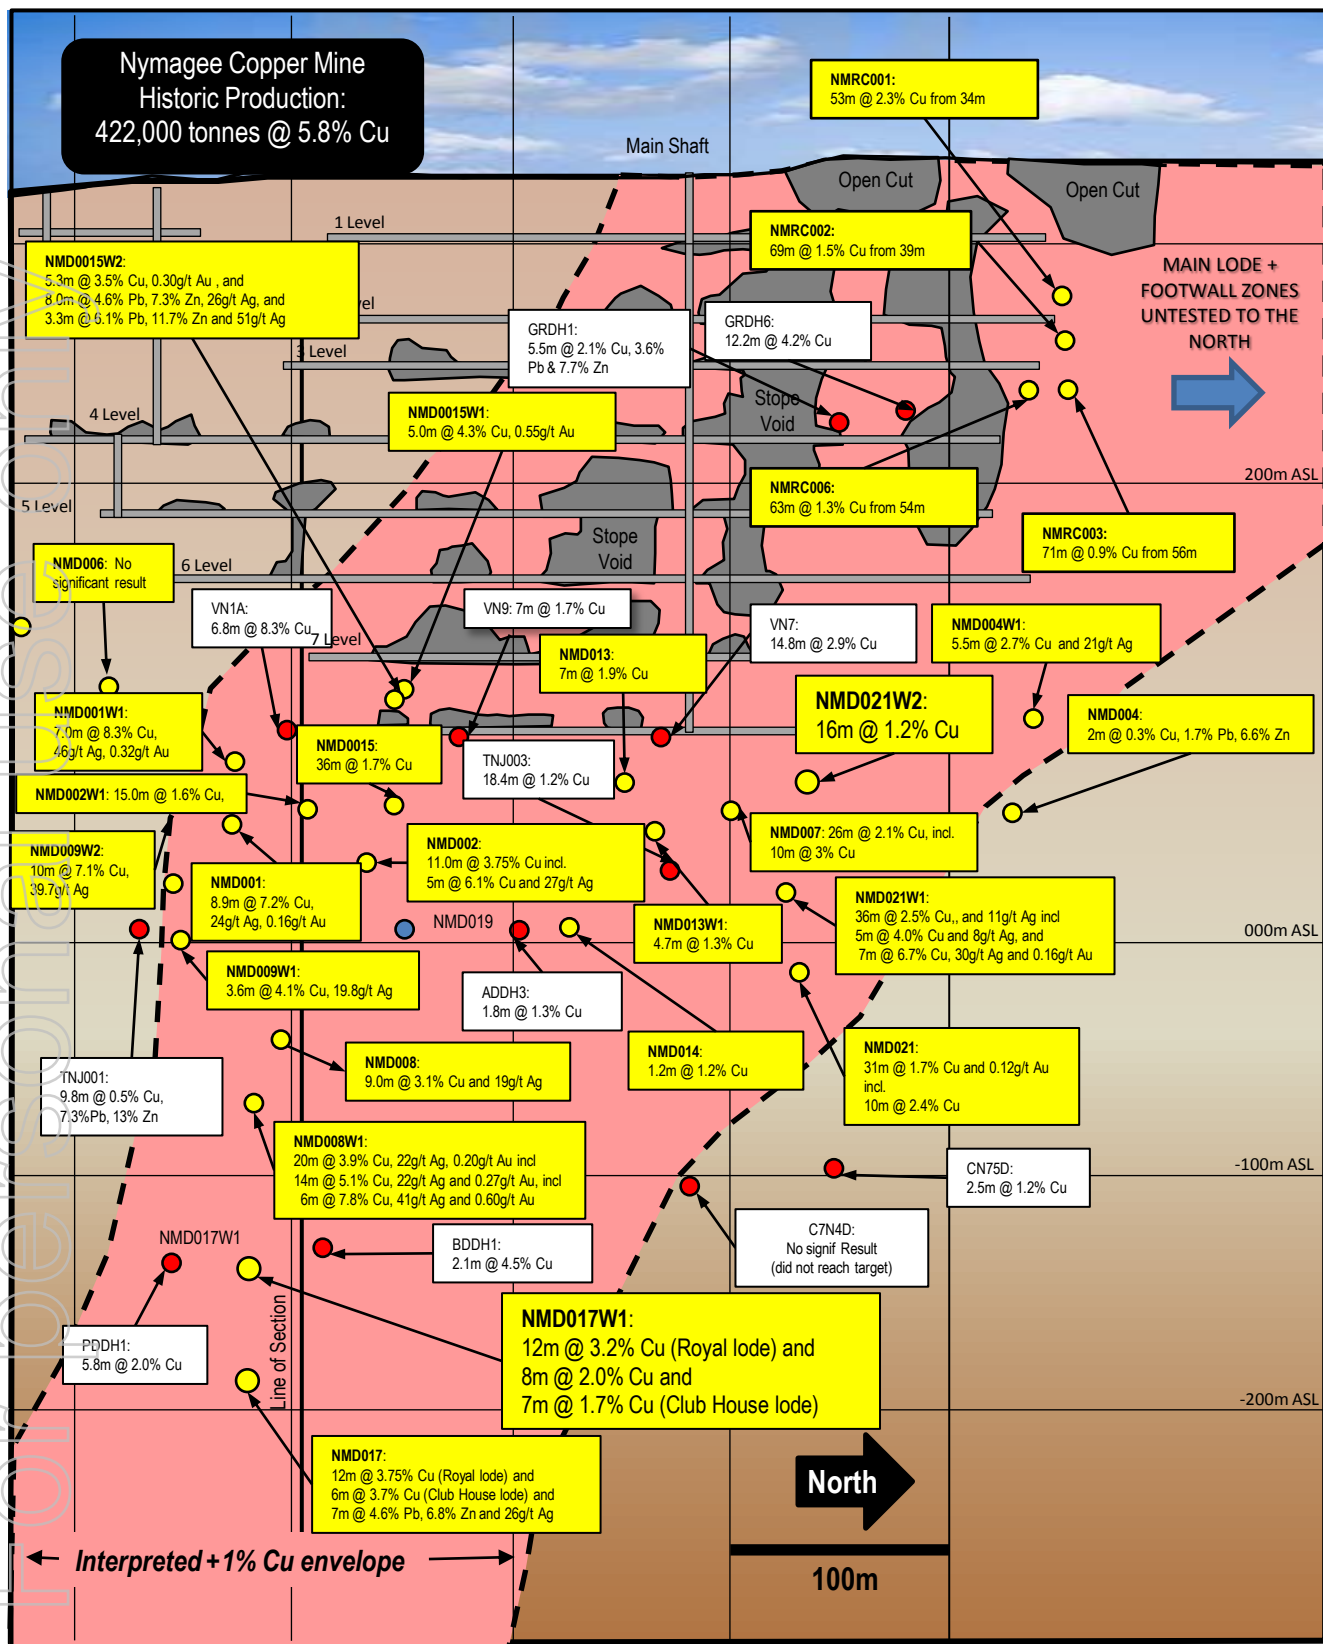 Nymagee Copper Mine
Historic Production:
422,000 tonnes @ 5.8% Cu
NMRC001:
53m @ 2.3% Cu from 34m
Main Shaft
Open Cut
Open Cut
1 Level
NMRC002:
69m @ 1.5% Cu from 39m
NMD0015W2:
5.3m @ 3.5% Cu, 0.30g/t Au , and
8.0m @ 4.6% Pb, 7.3% Zn, 26g/t Ag, and
3.3m @ 6.1% Pb, 11.7% Zn and 51g/t Ag
MAIN LODE +
FOOTWALL ZONES
UNTESTED TO THE
NORTH
GRDH1:
5.5m @ 2.1% Cu, 3.6%
Pb & 7.7% Zn
GRDH6:
12.2m @ 4.2% Cu
3 Level
Stope
Void
4 Level
NMD0015W1:
5.0m @ 4.3% Cu, 0.55g/t Au
200m ASL
NMRC006:
63m @ 1.3% Cu from 54m
5 Level
NMRC003:
71m @ 0.9% Cu from 56m
Stope
Void
NMD006: No
significant result
6 Level
VN1A:
6.8m @ 8.3% Cu
VN9: 7m @ 1.7% Cu
VN7:
14.8m @ 2.9% Cu
NMD004W1:
5.5m @ 2.7% Cu and 21g/t Ag
7 Level
NMD013:
7m @ 1.9% Cu
NMD021W2:
16m @ 1.2% Cu
NMD004:
2m @ 0.3% Cu, 1.7% Pb, 6.6% Zn
NMD001W1:
7.0m @ 8.3% Cu,
46g/t Ag, 0.32g/t Au
NMD0015:
36m @ 1.7% Cu
TNJ003:
18.4m @ 1.2% Cu
NMD002W1: 15.0m @ 1.6% Cu,
NMD009W2:
10m @ 7.1% Cu,
39.7g/t Ag
NMD002:
11.0m @ 3.75% Cu incl.
5m @ 6.1% Cu and 27g/t Ag
NMD007: 26m @ 2.1% Cu, incl.
10m @ 3% Cu
NMD001:
8.9m @ 7.2% Cu,
24g/t Ag, 0.16g/t Au
NMD019
NMD013W1:
4.7m @ 1.3% Cu
NMD021W1:
36m @ 2.5% Cu,, and 11g/t Ag incl
5m @ 4.0% Cu and 8g/t Ag, and
7m @ 6.7% Cu, 30g/t Ag and 0.16g/t Au
000m ASL
NMD009W1:
3.6m @ 4.1% Cu, 19.8g/t Ag
ADDH3:
1.8m @ 1.3% Cu
NMD008:
9.0m @ 3.1% Cu and 19g/t Ag
NMD014:
1.2m @ 1.2% Cu
NMD021:
31m @ 1.7% Cu and 0.12g/t Au
incl.
10m @ 2.4% Cu
TNJ001:
9.8m @ 0.5% Cu,
7.3%Pb, 13% Zn
NMD008W1:
20m @ 3.9% Cu, 22g/t Ag, 0.20g/t Au incl
14m @ 5.1% Cu, 22g/t Ag and 0.27g/t Au, incl
6m @ 7.8% Cu, 41g/t Ag and 0.60g/t Au
-100m ASL
CN75D:
2.5m @ 1.2% Cu
C7N4D:
No signif Result
(did not reach target)
NMD017W1
BDDH1:
2.1m @ 4.5% Cu
PDDH1:
5.8m @ 2.0% Cu
Line of Section
NMD017W1:
12m @ 3.2% Cu (Royal lode) and
8m @ 2.0% Cu and
7m @ 1.7% Cu (Club House lode)
-200m ASL
NMD017:
12m @ 3.75% Cu (Royal lode) and
6m @ 3.7% Cu (Club House lode) and
7m @ 4.6% Pb, 6.8% Zn and 26g/t Ag
North
Interpreted +1% Cu envelope
100m
For personal use only